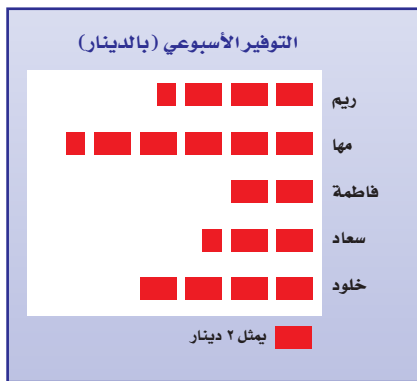 التوفير الأسبوعي (بالدينار)
ريم
مها
فاطمة
سعاد
خلود
يمثل ٢ دينار